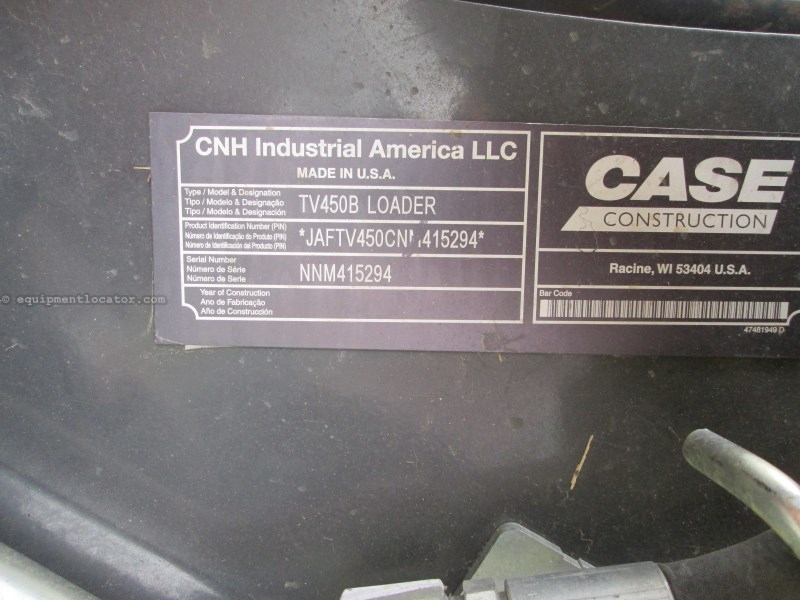 CNH Industrial America LLC
MADE IN U.S.A.
Type / Model & Designation
Tipo / Modelo & Designação
Tipo / Modelo & Designación
TV450B LOADER
Product Identification Number (PIN)
Número de Identificação do Produto (PIN)
Número de Identificación del Producto (PIN)
*JAFTV450CNNM415294*
Serial Number
Número de Série
Número de Serie
NNM415294
Year of Construction
Ano de Fabricação
Año de Construcción
CASE
CONSTRUCTION
Racine, WI 53404 U.S.A.
Bar Code
47481949 D
© equipmentlocator.com